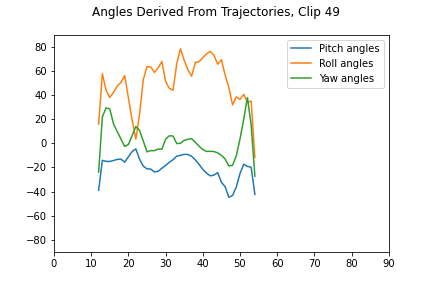 Angles Derived From Trajectories, Clip 49
Pitch angles
Roll angles
Yaw angles
80
60
40
20
0
−20
−40
−60
−80
0 10 20 30 40 50 60 70 80 90